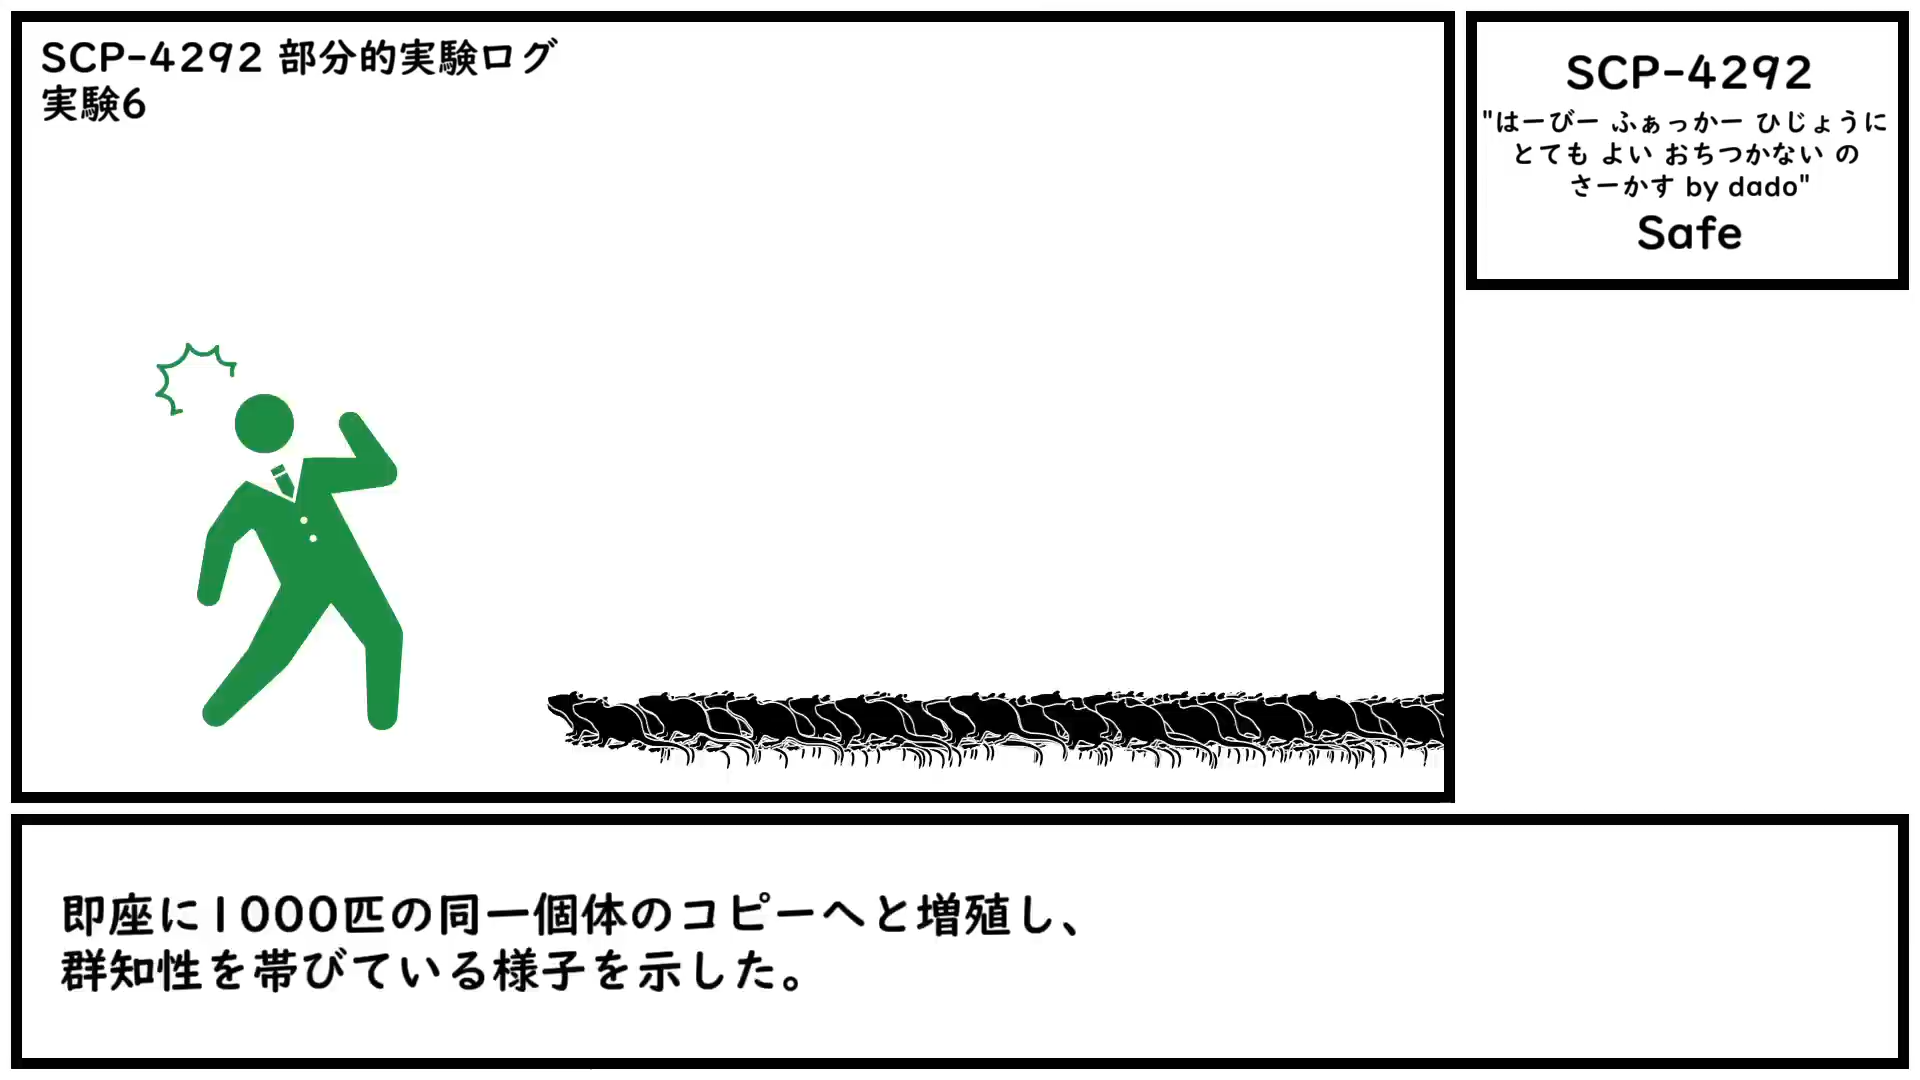 SCP-4292 部分的実験ログ
実験6
SCP-4292
"はーびー ふぁっかー ひじょうに
とても よい おちつかない の
さーかす by dado"
Safe
即座に1000匹の同一個体のコピーへと増殖し、
群知性を帯びている様子を示した。